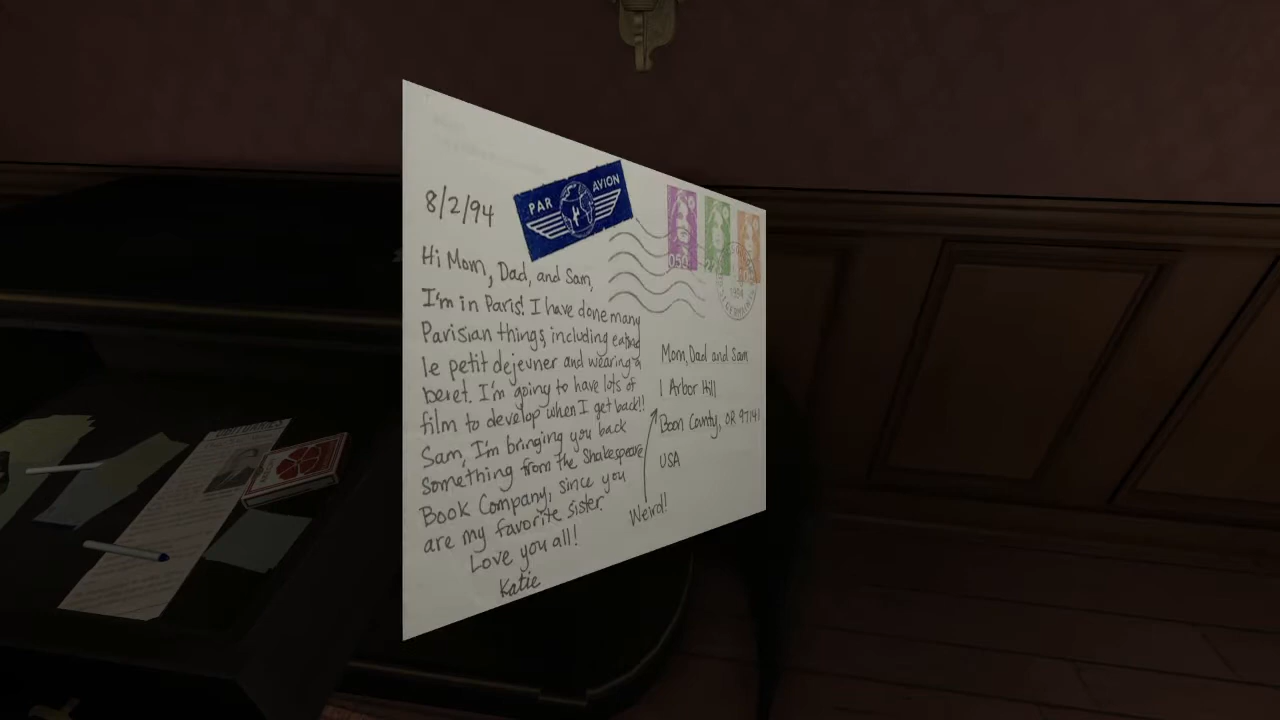 8/2/94
PAR AVION
Hi Mom, Dad, and Sam,
I'm in Paris! I have done many
Parisian things, including eating
le petit dejeuner and wearing a
beret. I'm going to have lots of
film to develop when I get back!!
Sam, I'm bringing you back
something from the Shakespeare
Book Company, since you
are my favorite sister.
Love you all!
Katie
Mom, Dad and Sam
1 Arbor Hill
Boon County, OR 97141
USA
Weird!
1994